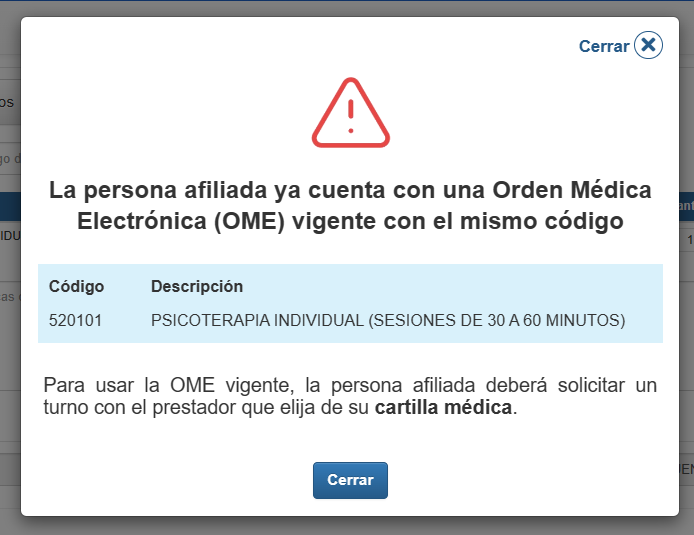 Cerrar
La persona afiliada ya cuenta con una Orden Médica
Electrónica (OME) vigente con el mismo código
Código Descripción
520101 PSICOTERAPIA INDIVIDUAL (SESIONES DE 30 A 60 MINUTOS)
Para usar la OME vigente, la persona afiliada deberá solicitar un
turno con el prestador que elija de su cartilla médica.
Cerrar